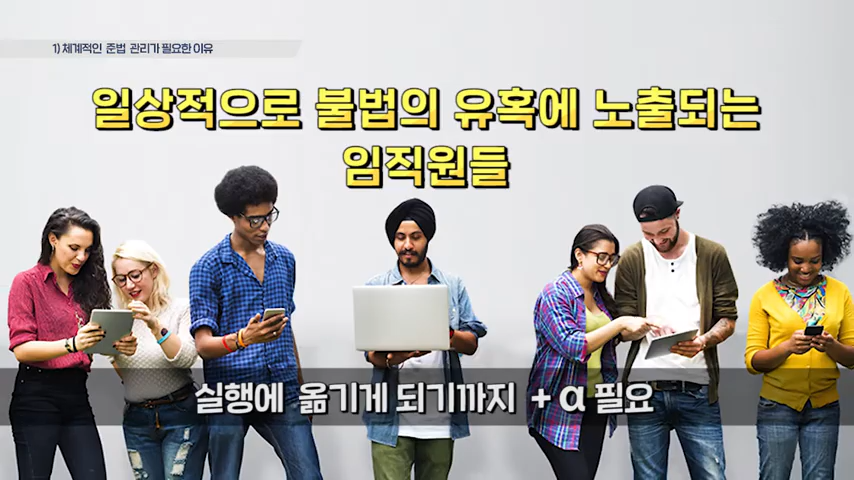 1) 체계적인 준법 관리가 필요한 이유
일상적으로 불법의 유혹에 노출되는
임직원들
실행에 옮기게 되기까지 + α 필요